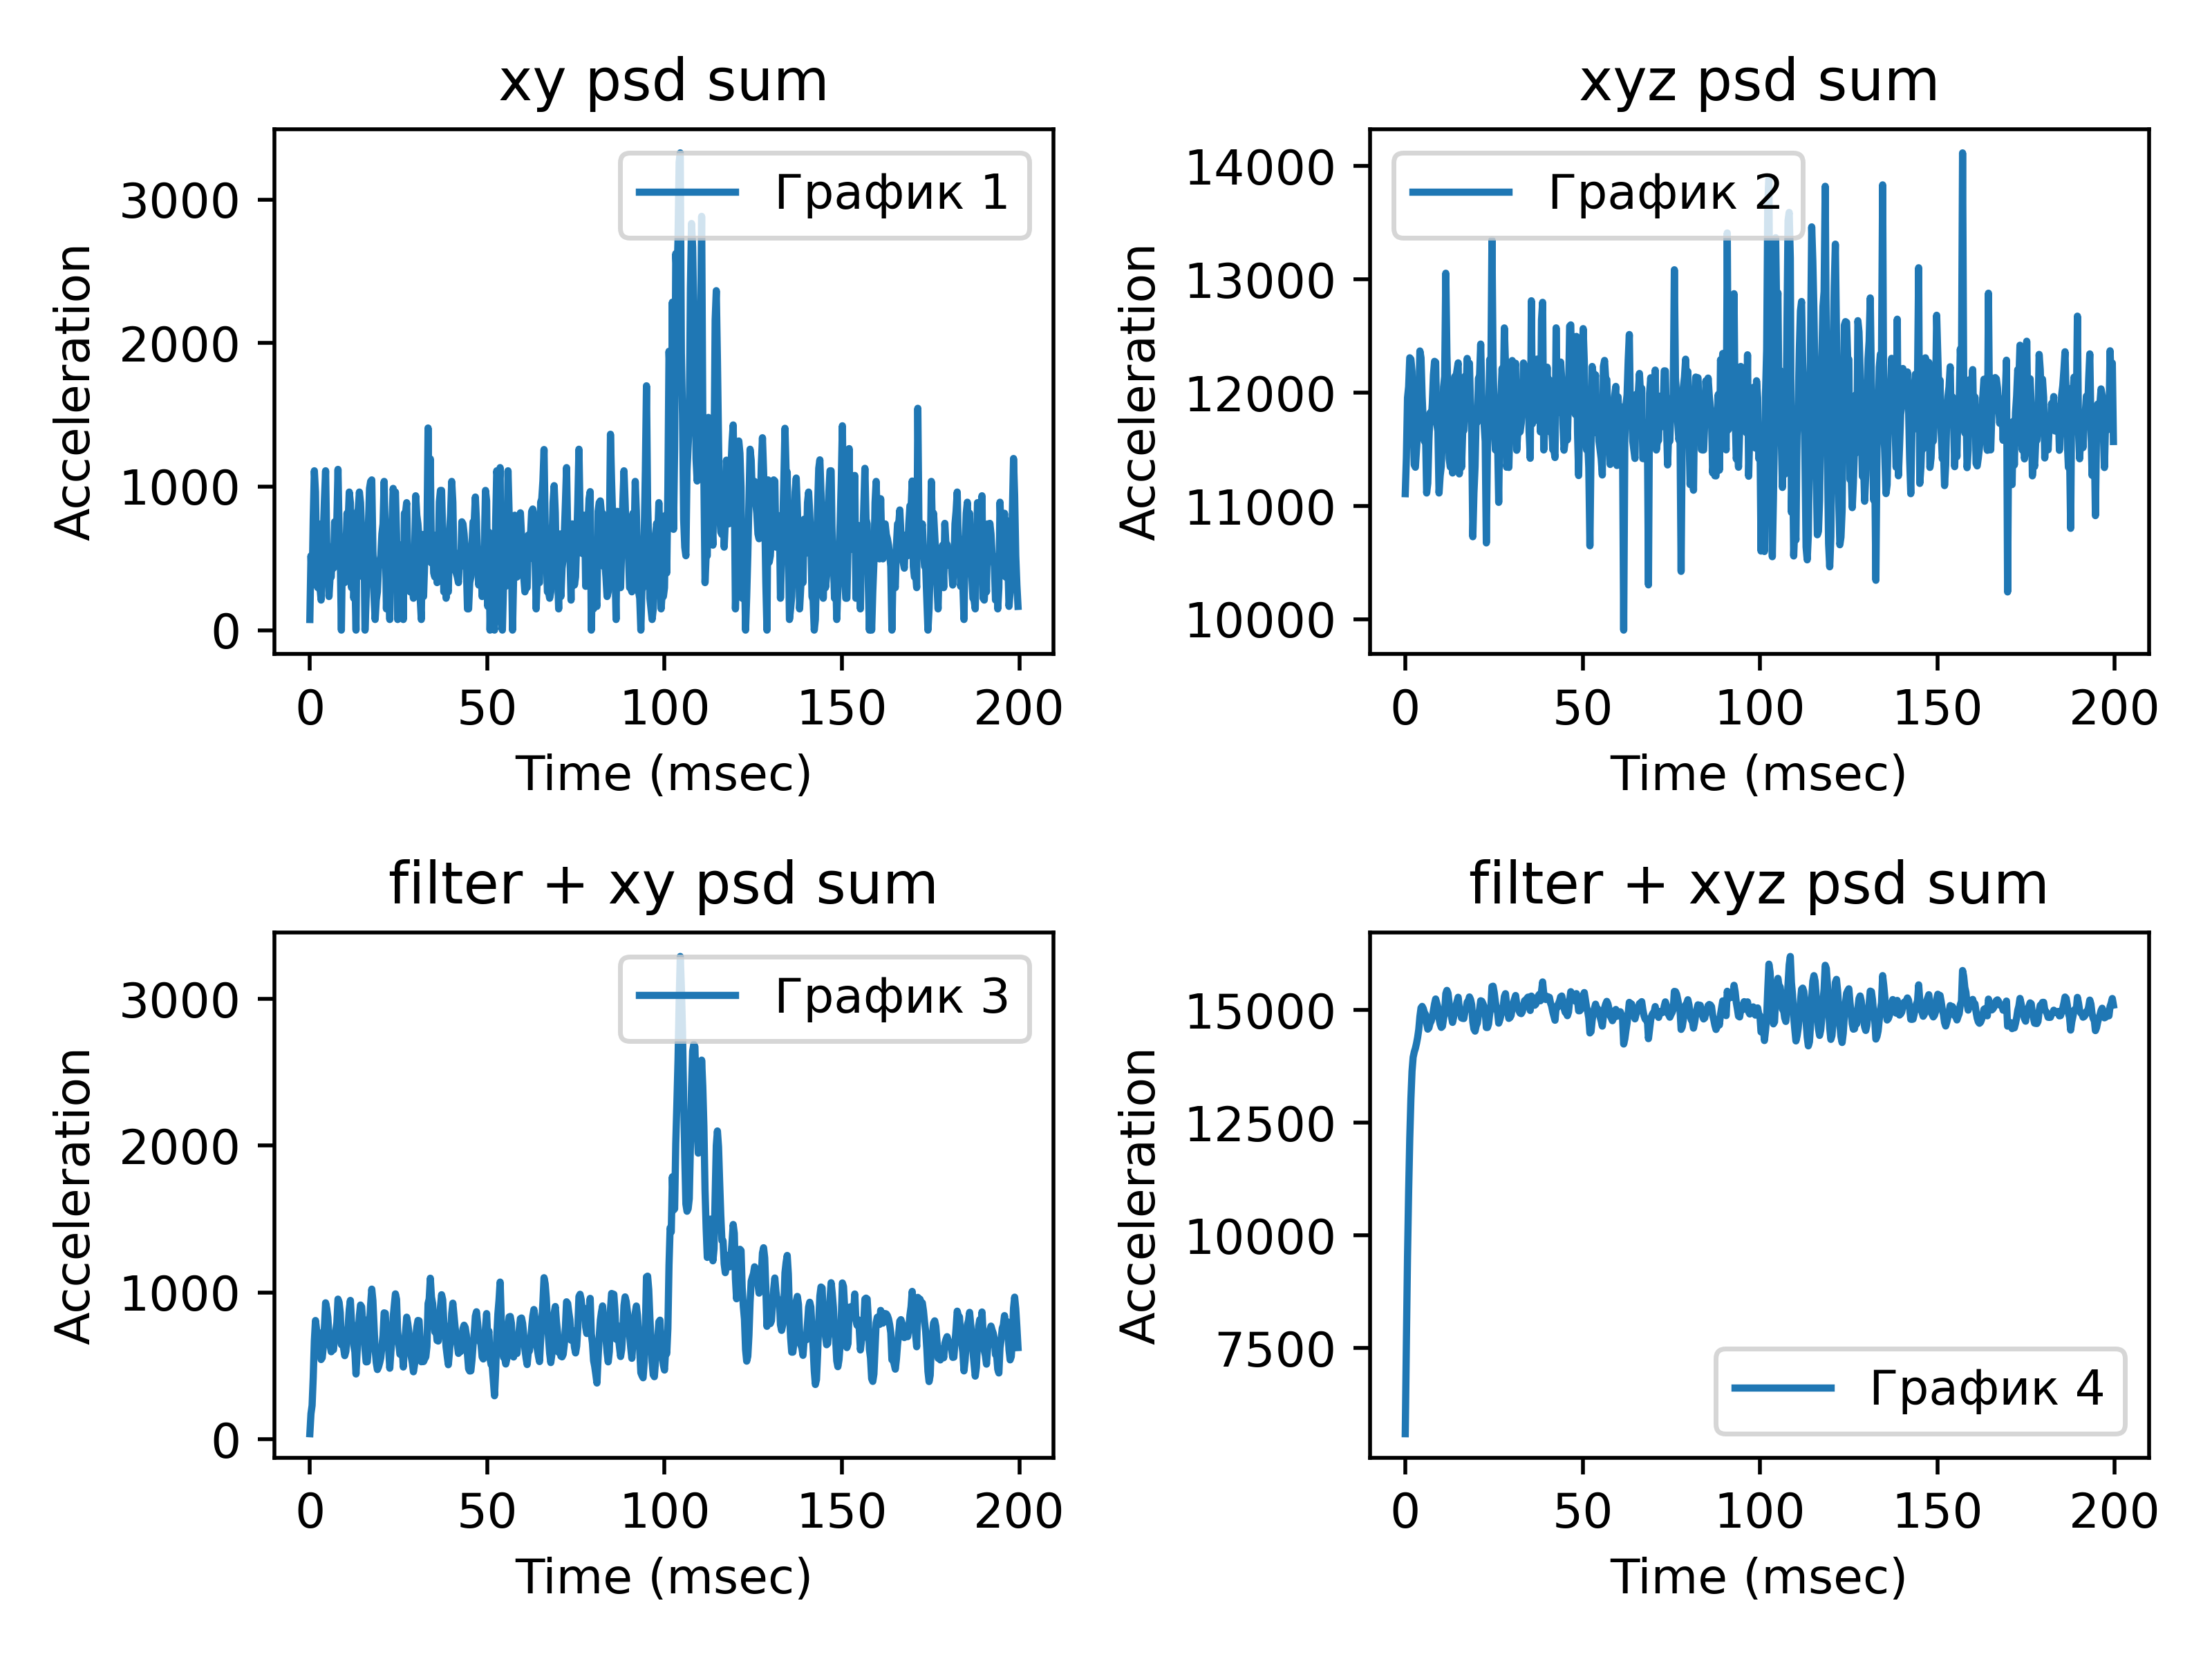 xy psd sum
Acceleration
3000
2000
1000
0
График 1
0 50 100 150 200
Time (msec)
xyz psd sum
Acceleration
14000
13000
12000
11000
10000
График 2
0 50 100 150 200
Time (msec)
filter + xy psd sum
Acceleration
3000
2000
1000
0
График 3
0 50 100 150 200
Time (msec)
filter + xyz psd sum
Acceleration
15000
12500
10000
7500
График 4
0 50 100 150 200
Time (msec)